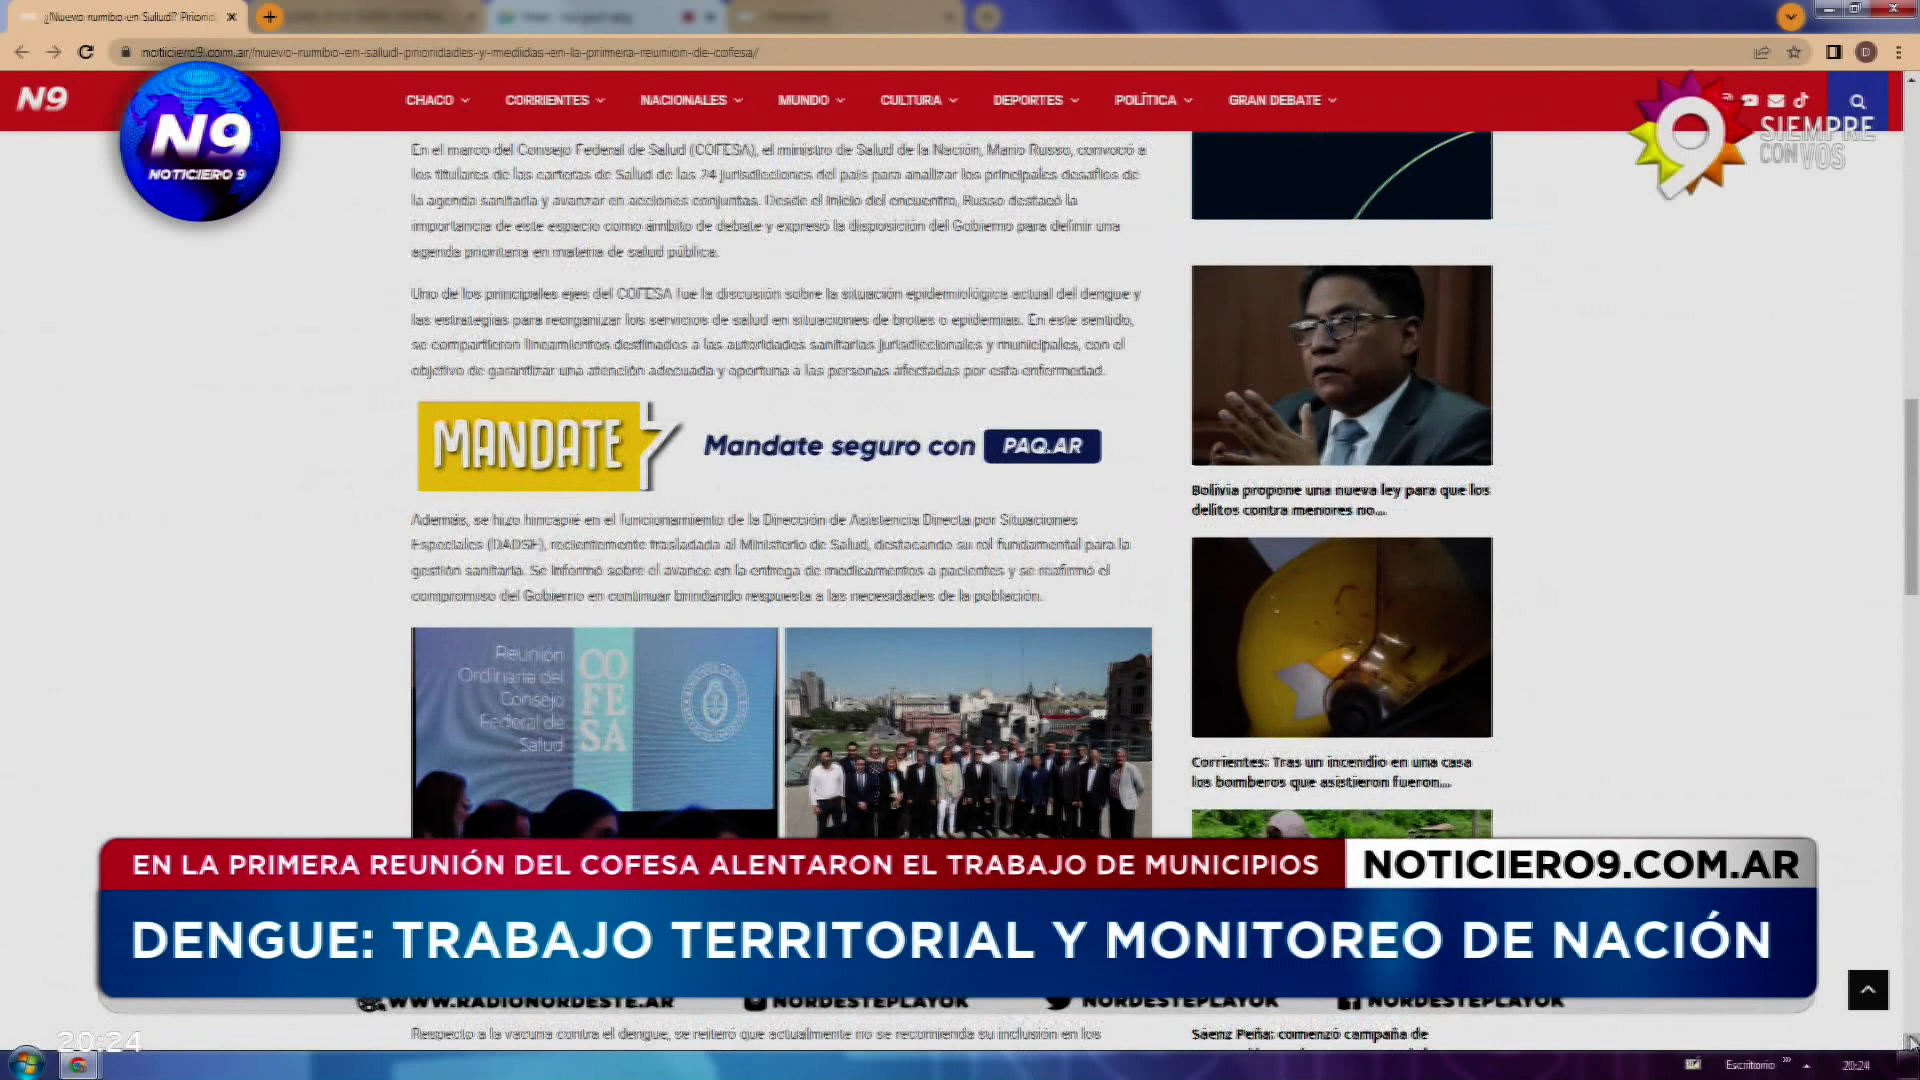 ¿Nuevo rumbo en Salud? Priorid
noticiero9.com.ar/nuevo-rumbo-en-salud-prioridades-y-medidas-en-la-primera-reunion-de-cofesa/
D
N9
CHACO CORRIENTES NACIONALES MUNDO CULTURA DEPORTES POLÍTICA GRAN DEBATE
N9
NOTICIERO 9
9 SIEMPRE
CON VOS
En el marco del Consejo Federal de Salud (COFESA), el ministro de Salud de la Nación, Mario Russo, convocó a
los titulares de las carteras de Salud de las 24 jurisdicciones del país para analizar los principales desafíos de
la agenda sanitaria y avanzar en acciones conjuntas. Desde el inicio del encuentro, Russo destacó la
importancia de este espacio como ámbito de debate y expresó la disposición del Gobierno para definir una
agenda prioritaria en materia de salud pública.
Uno de los principales ejes del COFESA fue la discusión sobre la situación epidemiológica actual del dengue y
las estrategias para reorganizar los servicios de salud en situaciones de brotes o epidemias. En este sentido,
se compartieron lineamientos destinados a las autoridades sanitarias jurisdiccionales y municipales, con el
objetivo de garantizar una atención adecuada y oportuna a las personas afectadas por esta enfermedad.
MANDATE Mandate seguro con PAQ.AR
Además, se hizo hincapié en el funcionamiento de la Dirección de Asistencia Directa por Situaciones
Especiales (DADSE), recientemente trasladada al Ministerio de Salud, destacando su rol fundamental para la
gestión sanitaria. Se informó sobre el avance en la entrega de medicamentos a pacientes y se reafirmó el
compromiso del Gobierno en continuar brindando respuesta a las necesidades de la población.
Reunión
Ordinaria del
Consejo
Federal de
Salud
CO
FE
SA
Bolivia propone una nueva ley para que los
delitos contra menores no...
Corrientes: Tras un incendio en una casa
los bomberos que asistieron fueron...
EN LA PRIMERA REUNIÓN DEL COFESA ALENTARON EL TRABAJO DE MUNICIPIOS
NOTICIERO9.COM.AR
DENGUE: TRABAJO TERRITORIAL Y MONITOREO DE NACIÓN
WWW.RADIONORDESTE.AR NORDESTEPLAYOK NORDESTEPLAYOK NORDESTEPLAYOK
Respecto a la vacuna contra el dengue, se reiteró que actualmente no se recomienda su inclusión en los
Sáenz Peña: comenzó campaña de
20:24
Escritorio
20:24